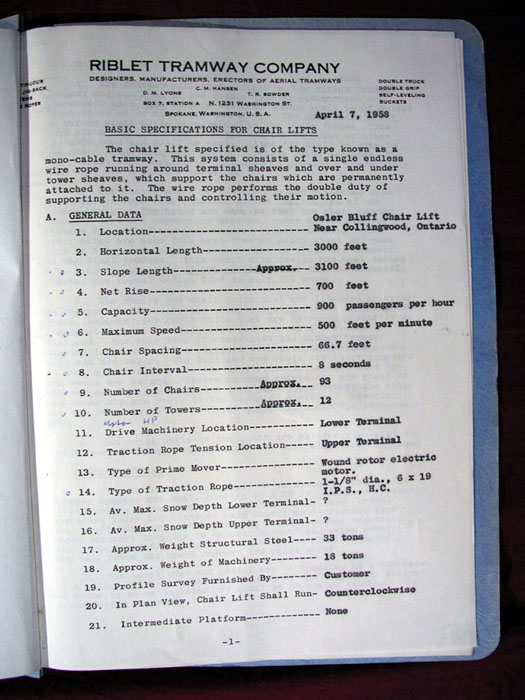 RIBLET TRAMWAY COMPANY
DESIGNERS, MANUFACTURERS, ERECTORS OF AERIAL TRAMWAYS
C. M. HANSEN
D. M. LYONS T. R. BOWDER
BOX 7, STATION A N. 1231 WASHINGTON ST.
SPOKANE, WASHINGTON, U. S. A.
DOUBLE TRUCK
DOUBLE GRIP
SELF-LEVELING
BUCKETS
April 7, 1958
BASIC SPECIFICATIONS FOR CHAIR LIFTS
The chair lift specified is of the type known as a
mono-cable tramway. This system consists of a single endless
wire rope running around terminal sheaves and over and under
tower sheaves, which support the chairs which are permanently
attached to it. The wire rope performs the double duty of
supporting the chairs and controlling their motion.
A. GENERAL DATA
Osler Bluff Chair Lift
1. Location---------------------------- Near Collingwood, Ontario
2. Horizontal Length------------------- 3000 feet
3. Slope Length--------------Approx.--- 3100 feet
4. Net Rise---------------------------- 700 feet
5. Capacity---------------------------- 900 passengers per hour
6. Maximum Speed----------------------- 500 feet per minute
7. Chair Spacing----------------------- 66.7 feet
8. Chair Interval---------------------- 8 seconds
9. Number of Chairs----------Approx.--- 93
10. Number of Towers----------Approx.--- 12
HP
11. Drive Machinery Location------------ Lower Terminal
12. Traction Rope Tension Location------ Upper Terminal
13. Type of Prime Mover----------------- Wound rotor electric
motor.
14. Type of Traction Rope--------------- 1-1/8" dia., 6 x 19
I.P.S., H.C.
15. Av. Max. Snow Depth Lower Terminal- ?
16. Av. Max. Snow Depth Upper Terminal- ?
17. Approx. Weight Structural Steel---- 33 tons
18. Approx. Weight of Machinery-------- 18 tons
19. Profile Survey Furnished By-------- Customer
20. In Plan View, Chair Lift Shall Run- Counterclockwise
21. Intermediate Platform-------------- None
-1-